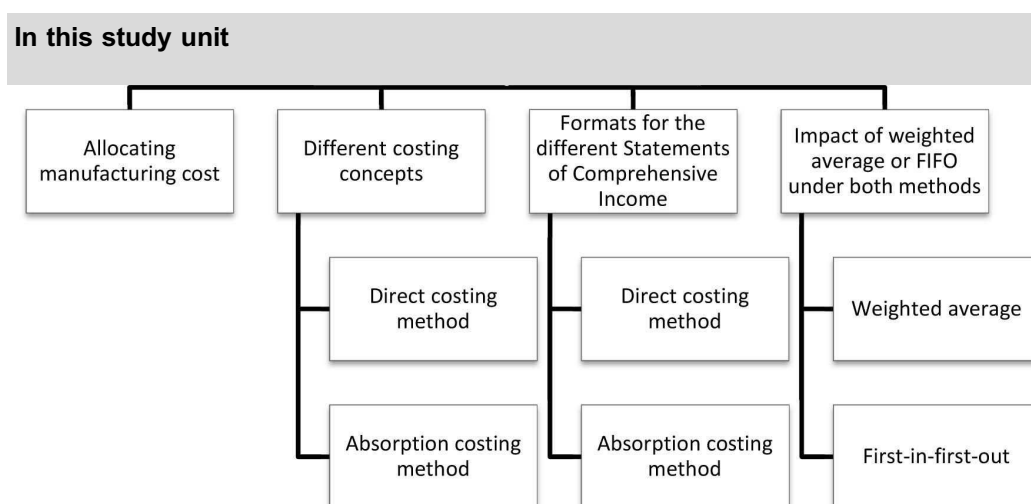 In this study unit
Allocating
manufacturing cost
Different costing
concepts
Formats for the
different Statements
of Comprehensive
Income
Impact of weighted
average or FIFO
under both methods
Direct costing
method
Direct costing
method
Weighted average
Absorption costing
method
Absorption costing
method
First-in-first-out